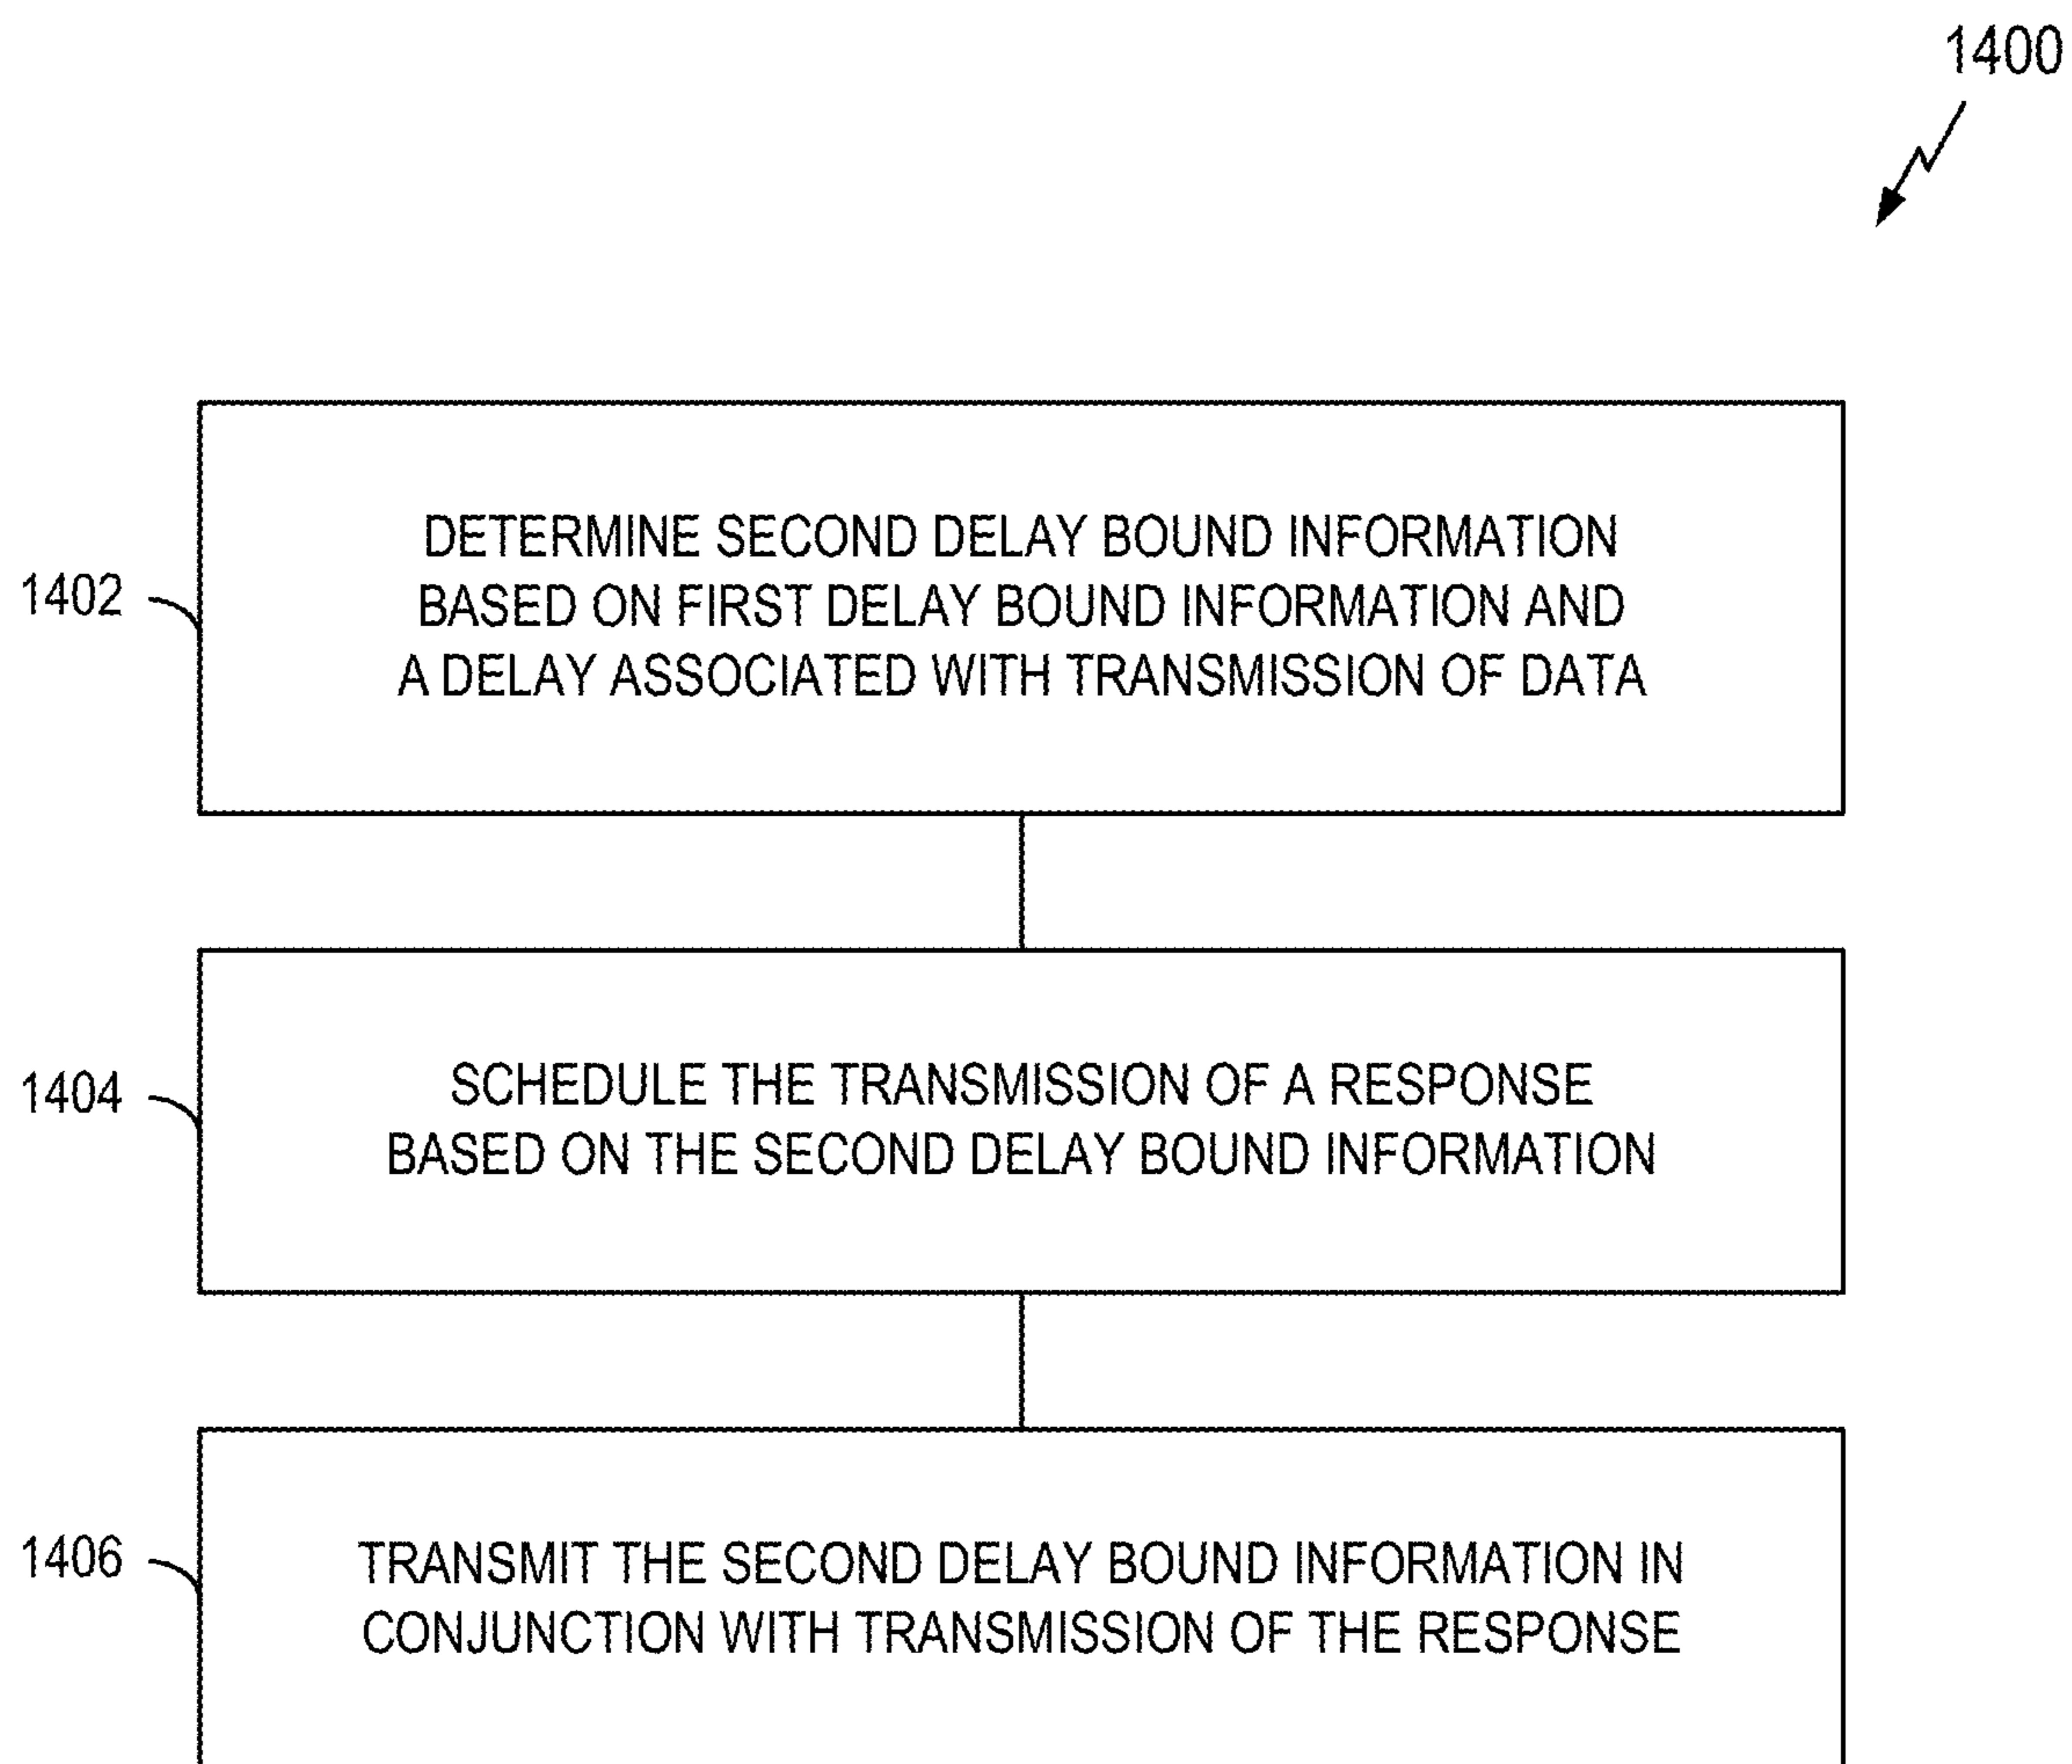 1400
1402
DETERMINE SECOND DELAY BOUND INFORMATION
BASED ON FIRST DELAY BOUND INFORMATION AND
A DELAY ASSOCIATED WITH TRANSMISSION OF DATA
1404
SCHEDULE THE TRANSMISSION OF A RESPONSE
BASED ON THE SECOND DELAY BOUND INFORMATION
1406
TRANSMIT THE SECOND DELAY BOUND INFORMATION IN
CONJUNCTION WITH TRANSMISSION OF THE RESPONSE